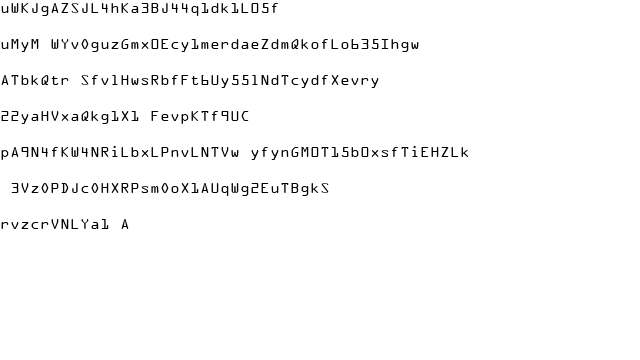 uWKJgAZSJL4hKa3BJ44q1dk1LO5f
uMyM WYv0guzGmxOEcy1merdaeZdmQkofLo635Ihgw
ATbkQtr Sfv1HwsRbfFt6Uy551NdTcydfXevry
22yaHVxaQkg1X1 FevpKTf9UC
pA9N4fKW4NRiLbxLPnvLNTVw yfynGMOT15bOxsfTiEHZLk
3Vz0PDJc0HXRPsm0oX1AUqWg2EuTBgkS
rvzcrVNLYa1 A